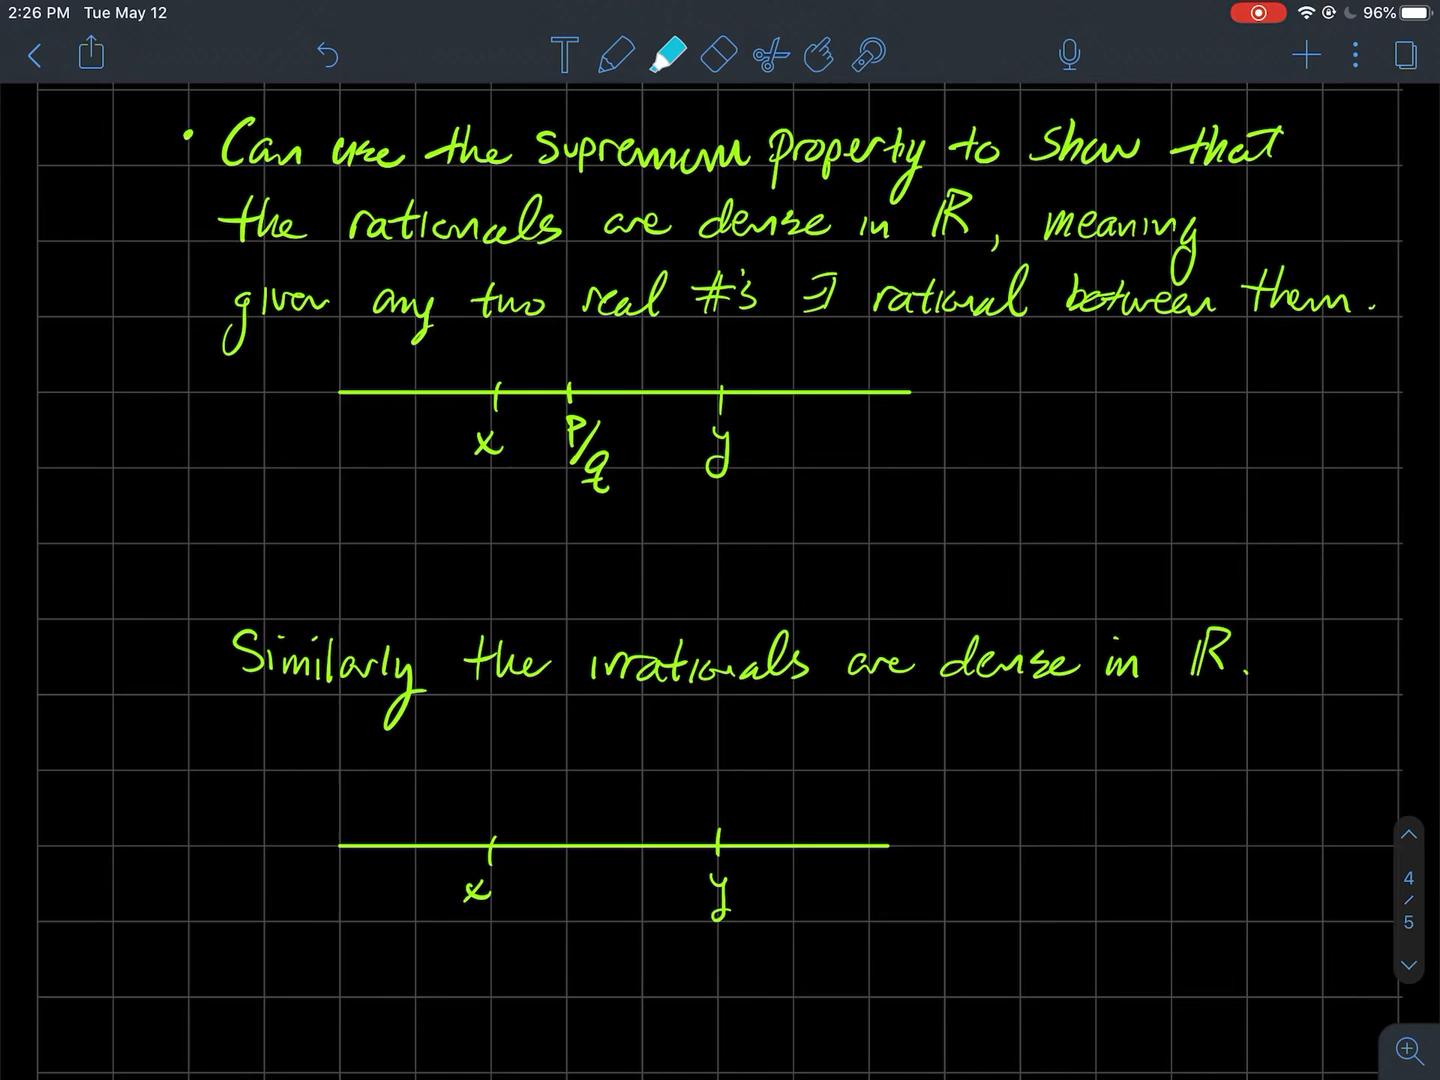 2:26 PM Tue May 12
96%
• Can use the supremum property to show that
the rationals are dense in ℝ, meaning
given any two real #'s ∃ rational between them.
x p/q y
Similarly the irrationals are dense in ℝ.
x y
4
/
5